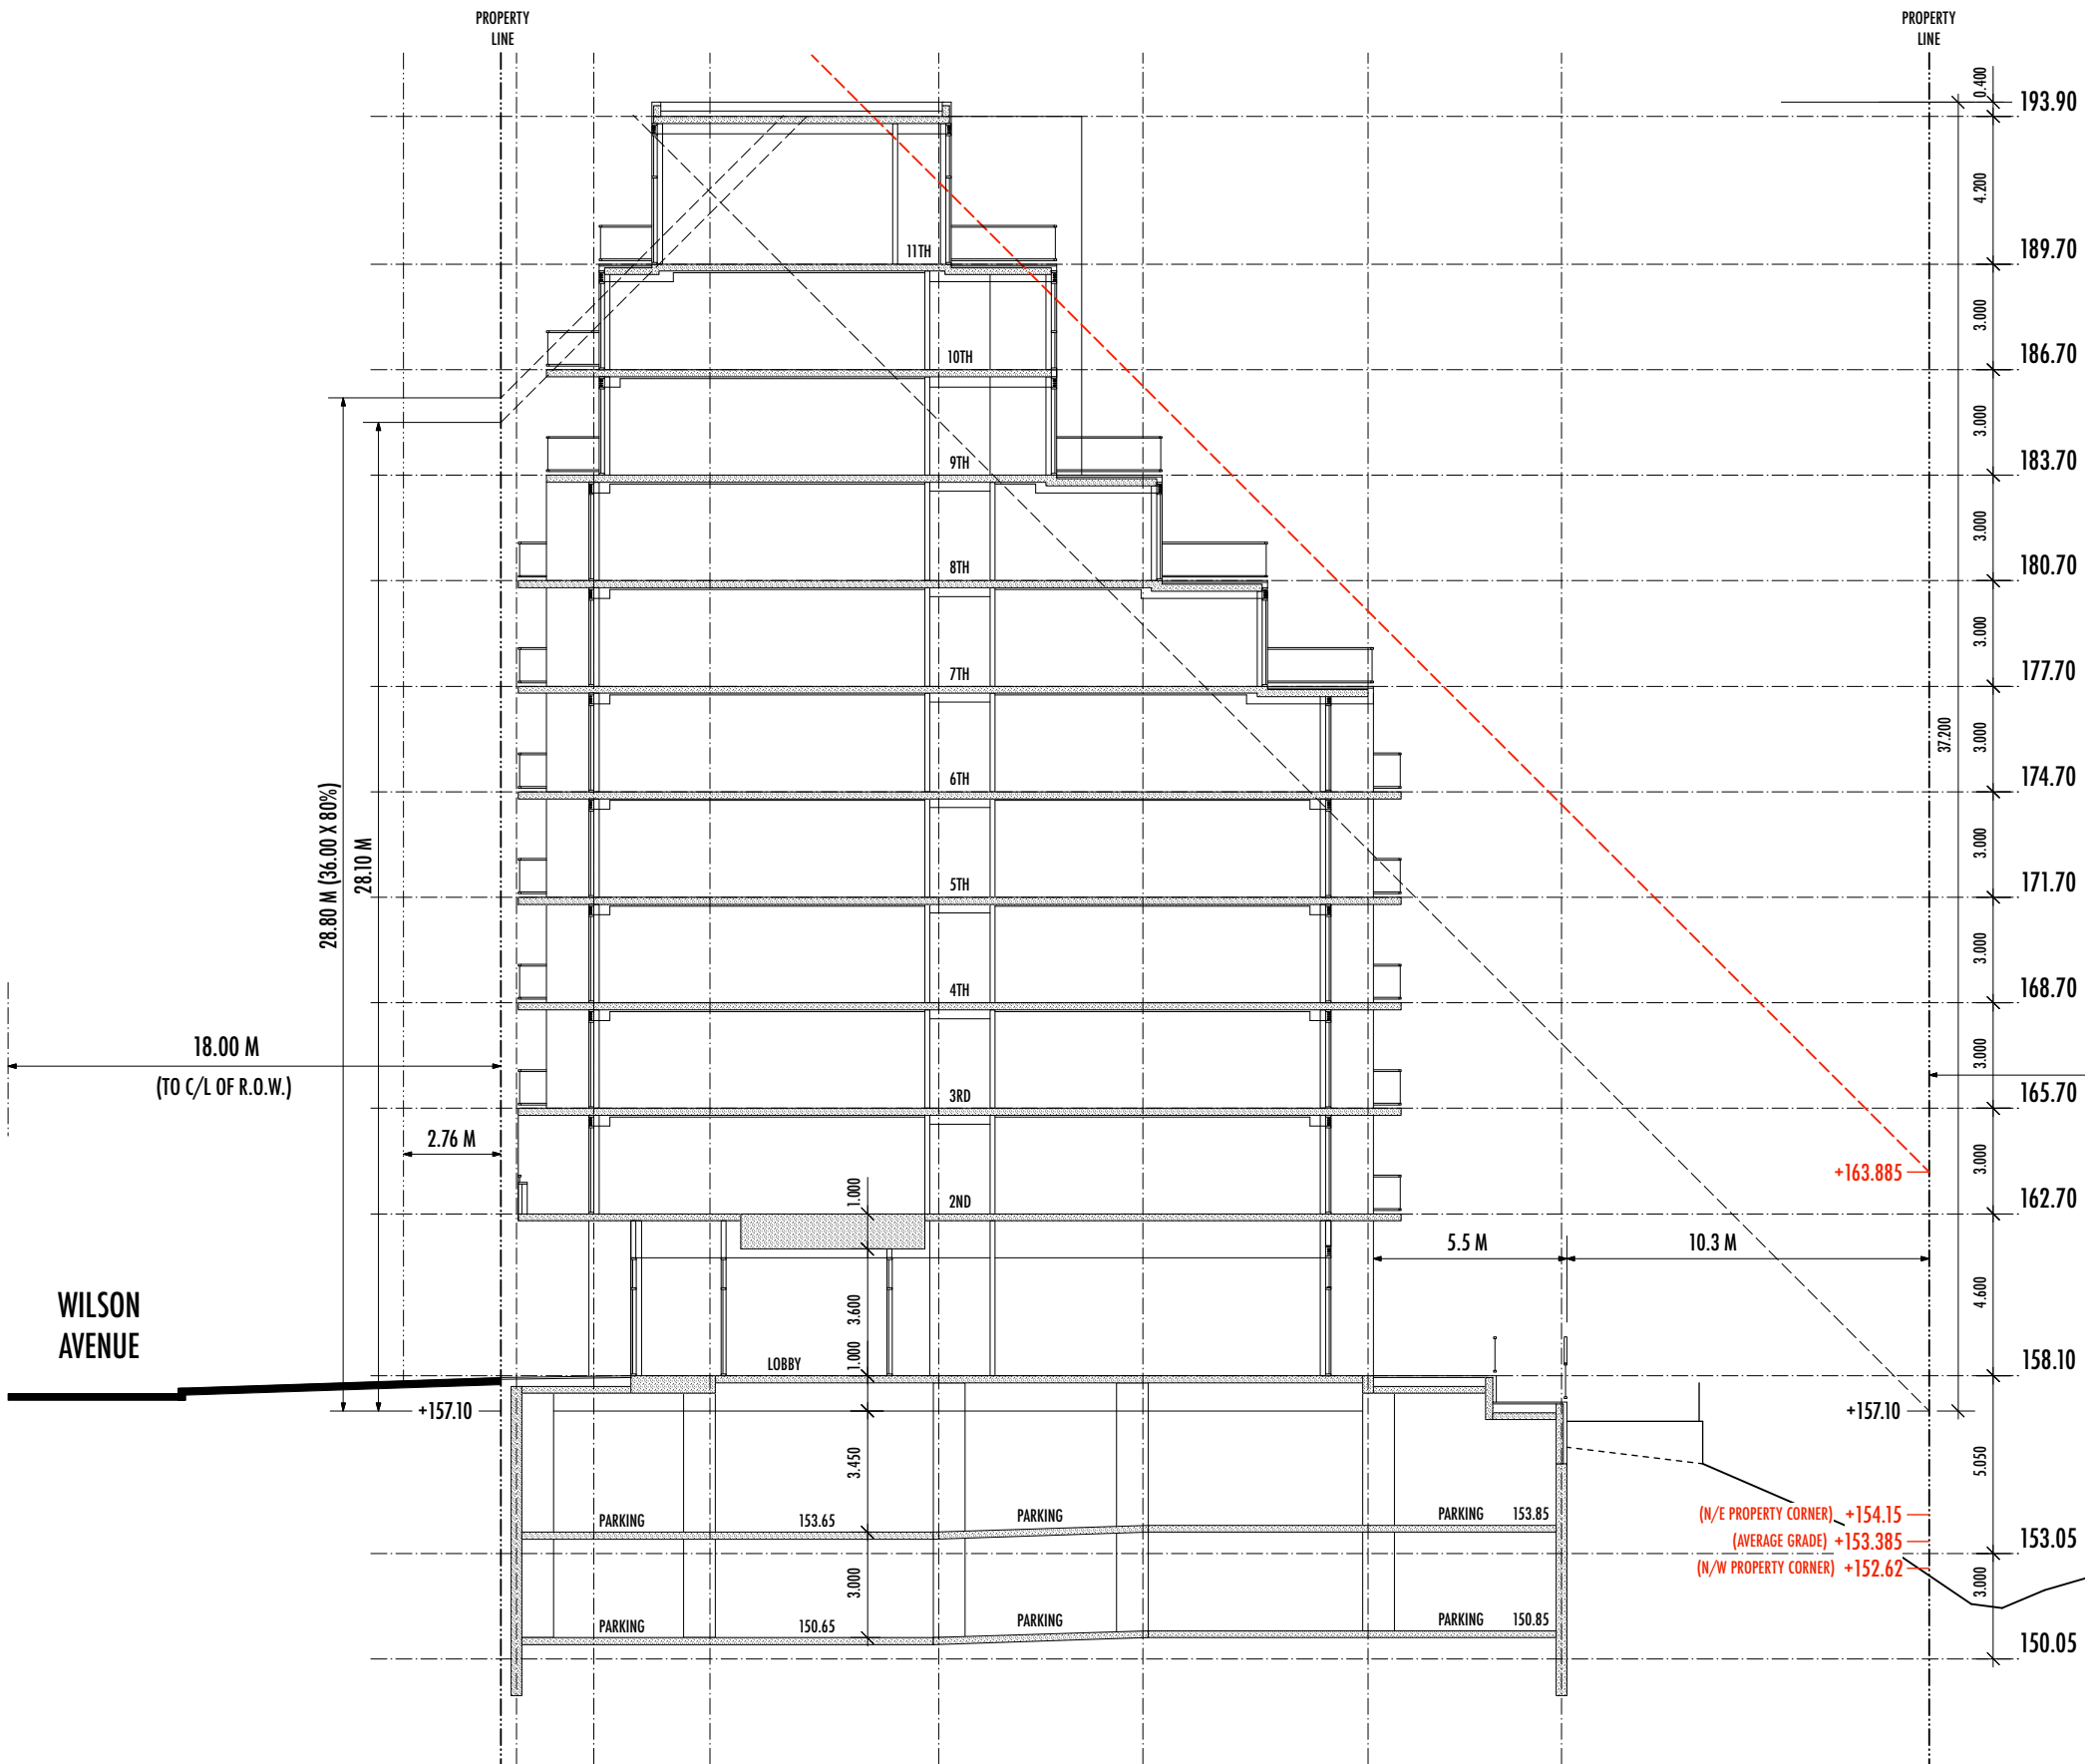 PROPERTY
LINE
PROPERTY
LINE
0.400
193.90
4.200
11TH
189.70
3.000
10TH
186.70
3.000
9TH
183.70
3.000
8TH
180.70
3.000
7TH
177.70
37.200
3.000
6TH
174.70
28.80 M (36.00 X 80%)
28.10 M
3.000
5TH
171.70
3.000
4TH
168.70
18.00 M
(TO C/L OF R.O.W.)
3.000
3RD
165.70
2.76 M
3.000
+163.885
1.000
2ND
162.70
5.5 M
10.3 M
WILSON
AVENUE
3.600
4.600
LOBBY
1.000
158.10
+157.10
+157.10
3.450
5.050
PARKING
153.65
PARKING
PARKING
153.85
(N/E PROPERTY CORNER) +154.15
(AVERAGE GRADE) +153.385
153.05
(N/W PROPERTY CORNER) +152.62
3.000
3.000
PARKING
150.65
PARKING
PARKING
150.85
150.05